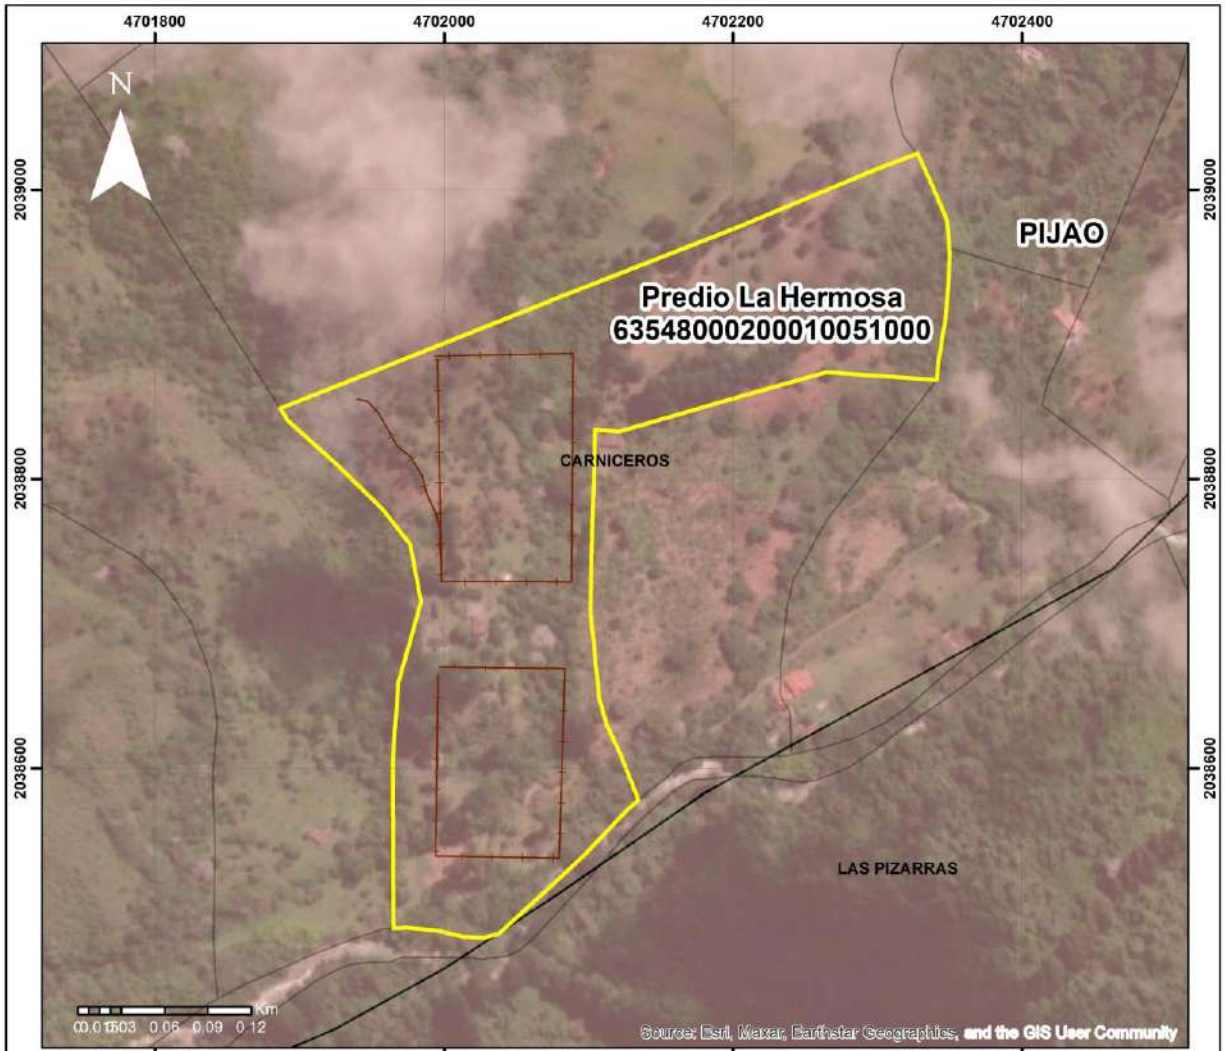 4701800 4702000 4702200 4702400
N
2039000 2039000
PIJAO
Predio La Hermosa
63548000200010051000
CARNICEROS
2038800 2038800
2038600 2038600
LAS PIZARRAS
Km
0.06 0.09 0.12
Source: Esri, Maxar, Earthstar Geographics, and the GIS User Community